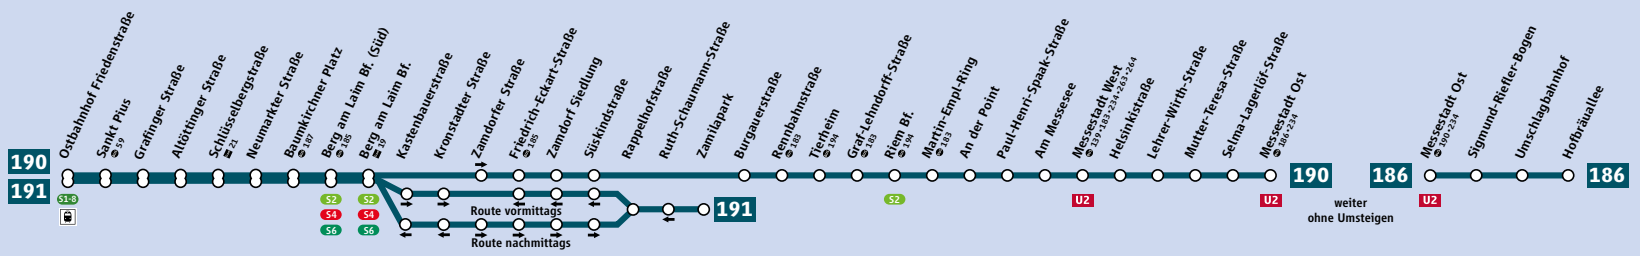 190
191
Ostbahnhof Friedenstraße
S1-8
Sankt Pius
59
Grafinger Straße
Altöttinger Straße
Schlüsselbergstraße
21
Neumarkter Straße
Baumkirchner Platz
187
Berg am Laim Bf. (Süd)
185
S2
S4
S6
Berg am Laim Bf.
19
S2
S4
S6
Kastenbauerstraße
Kronstadter Straße
Zamdorfer Straße
Friedrich-Eckart-Straße
185
Zamdorf Siedlung
Süskindstraße
Rappelhofstraße
Ruth-Schaumann-Straße
Zamilapark
Route vormittags
Route nachmittags
191
Burgauerstraße
Rennbahnstraße
183
Tierheim
194
Graf-Lehndorff-Straße
183
Riem Bf.
194
S2
Martin-Empl-Ring
183
An der Point
Paul-Henri-Spaak-Straße
Am Messesee
Messestadt West
139•183•234•263•264
U2
Helsinkistraße
Lehrer-Wirth-Straße
Mutter-Teresa-Straße
Selma-Lagerlöf-Straße
Messestadt Ost
186•234
U2
190
weiter
ohne Umsteigen
186
Messestadt Ost
190•234
U2
Sigmund-Riefler-Bogen
Umschlagbahnhof
Hofbräuallee
186